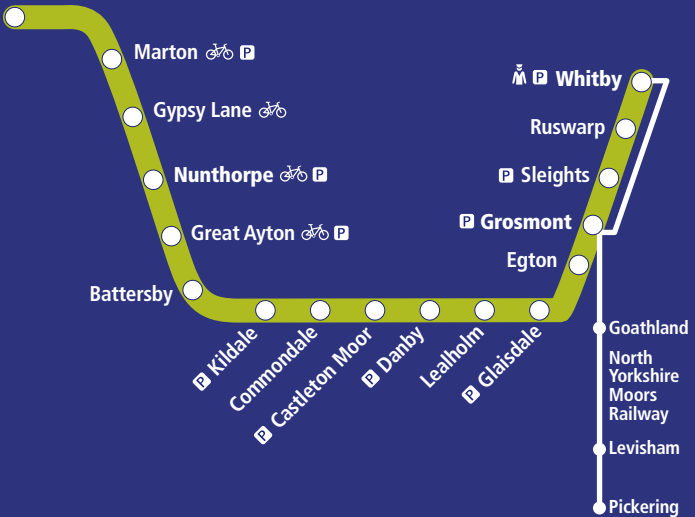 Marton P
Gypsy Lane
Nunthorpe P
Great Ayton P
Battersby
P Kildale
Commondale
P Castleton Moor
P Danby
Lealholm
P Glaisdale
Egton
P Grosmont
P Sleights
Ruswarp
P Whitby
Goathland
North
Yorkshire
Moors
Railway
Levisham
Pickering